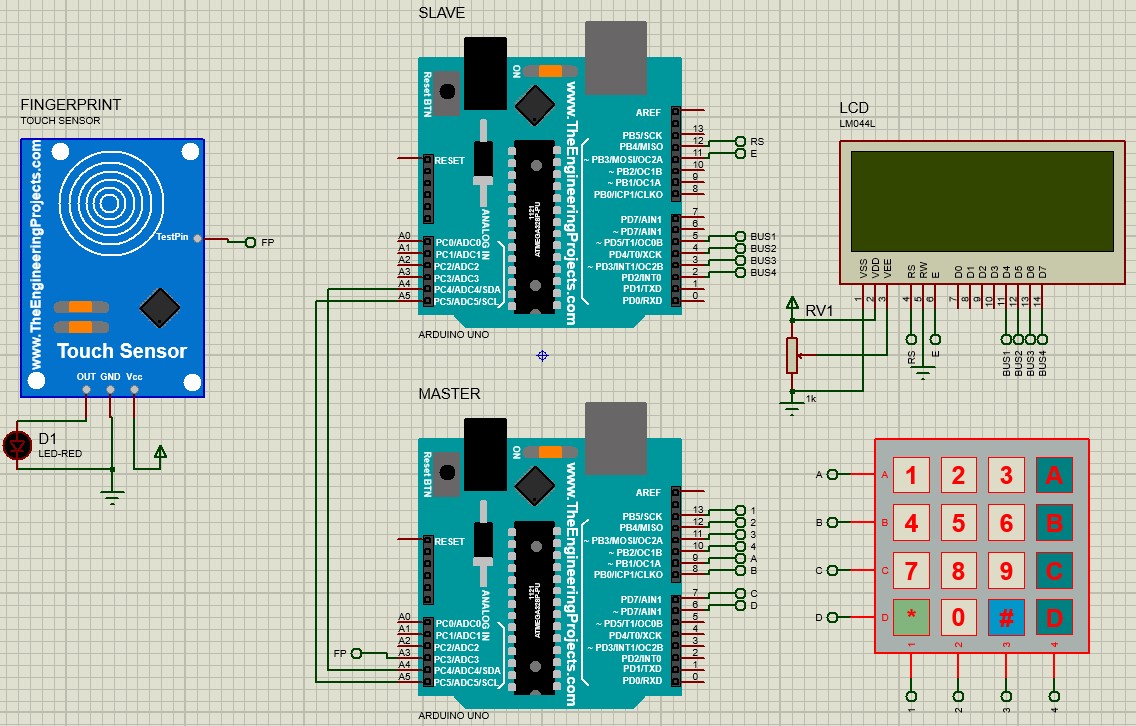 SLAVE
FINGERPRINT
TOUCH SENSOR
www.TheEngineeringProjects.com
TestPin
FP
Touch Sensor
OUT GND Vcc
D1
LED-RED
Reset BTN
ON
www.TheEngineeringProjects.com
RESET
1121
ATMEGA328P-PU
ANALOG IN
A0 PC0/ADC0
A1 PC1/ADC1
A2 PC2/ADC2
A3 PC3/ADC3
A4 PC4/ADC4/SDA
A5 PC5/ADC5/SCL
AREF
PB5/SCK 13
PB4/MISO 12 RS
~ PB3/MOSI/OC2A 11 E
~ PB2/OC1B 10
~ PB1/OC1A 9
PB0/ICP1/CLKO 8
PD7/AIN1 7
~ PD7/AIN1 6
~ PD5/T1/OC0B 5 BUS1
PD4/T0/XCK 4 BUS2
~ PD3/INT1/OC2B 3 BUS3
PD2/INT0 2 BUS4
PD1/TXD 1
PD0/RXD 0
ARDUINO UNO
LCD
LM044L
VSS VDD VEE RS RW E D0 D1 D2 D3 D4 D5 D6 D7
1 2 3 4 5 6 7 8 9 10 11 12 13 14
RS E BUS1 BUS2 BUS3 BUS4
RV1
1k
MASTER
Reset BTN
ON
www.TheEngineeringProjects.com
RESET
1121
ATMEGA328P-PU
ANALOG IN
A0 PC0/ADC0
A1 PC1/ADC1
A2 PC2/ADC2
FP A3 PC3/ADC3
A4 PC4/ADC4/SDA
A5 PC5/ADC5/SCL
AREF
PB5/SCK 13 1
PB4/MISO 12 2
~ PB3/MOSI/OC2A 11 3
~ PB2/OC1B 10 4
~ PB1/OC1A 9 A
PB0/ICP1/CLKO 8 B
PD7/AIN1 7 C
~ PD7/AIN1 6 D
~ PD5/T1/OC0B 5
PD4/T0/XCK 4
~ PD3/INT1/OC2B 3
PD2/INT0 2
PD1/TXD 1
PD0/RXD 0
ARDUINO UNO
A A 1 2 3 A
B B 4 5 6 B
C C 7 8 9 C
D D * 0 # D
1 2 3 4
1 2 3 4